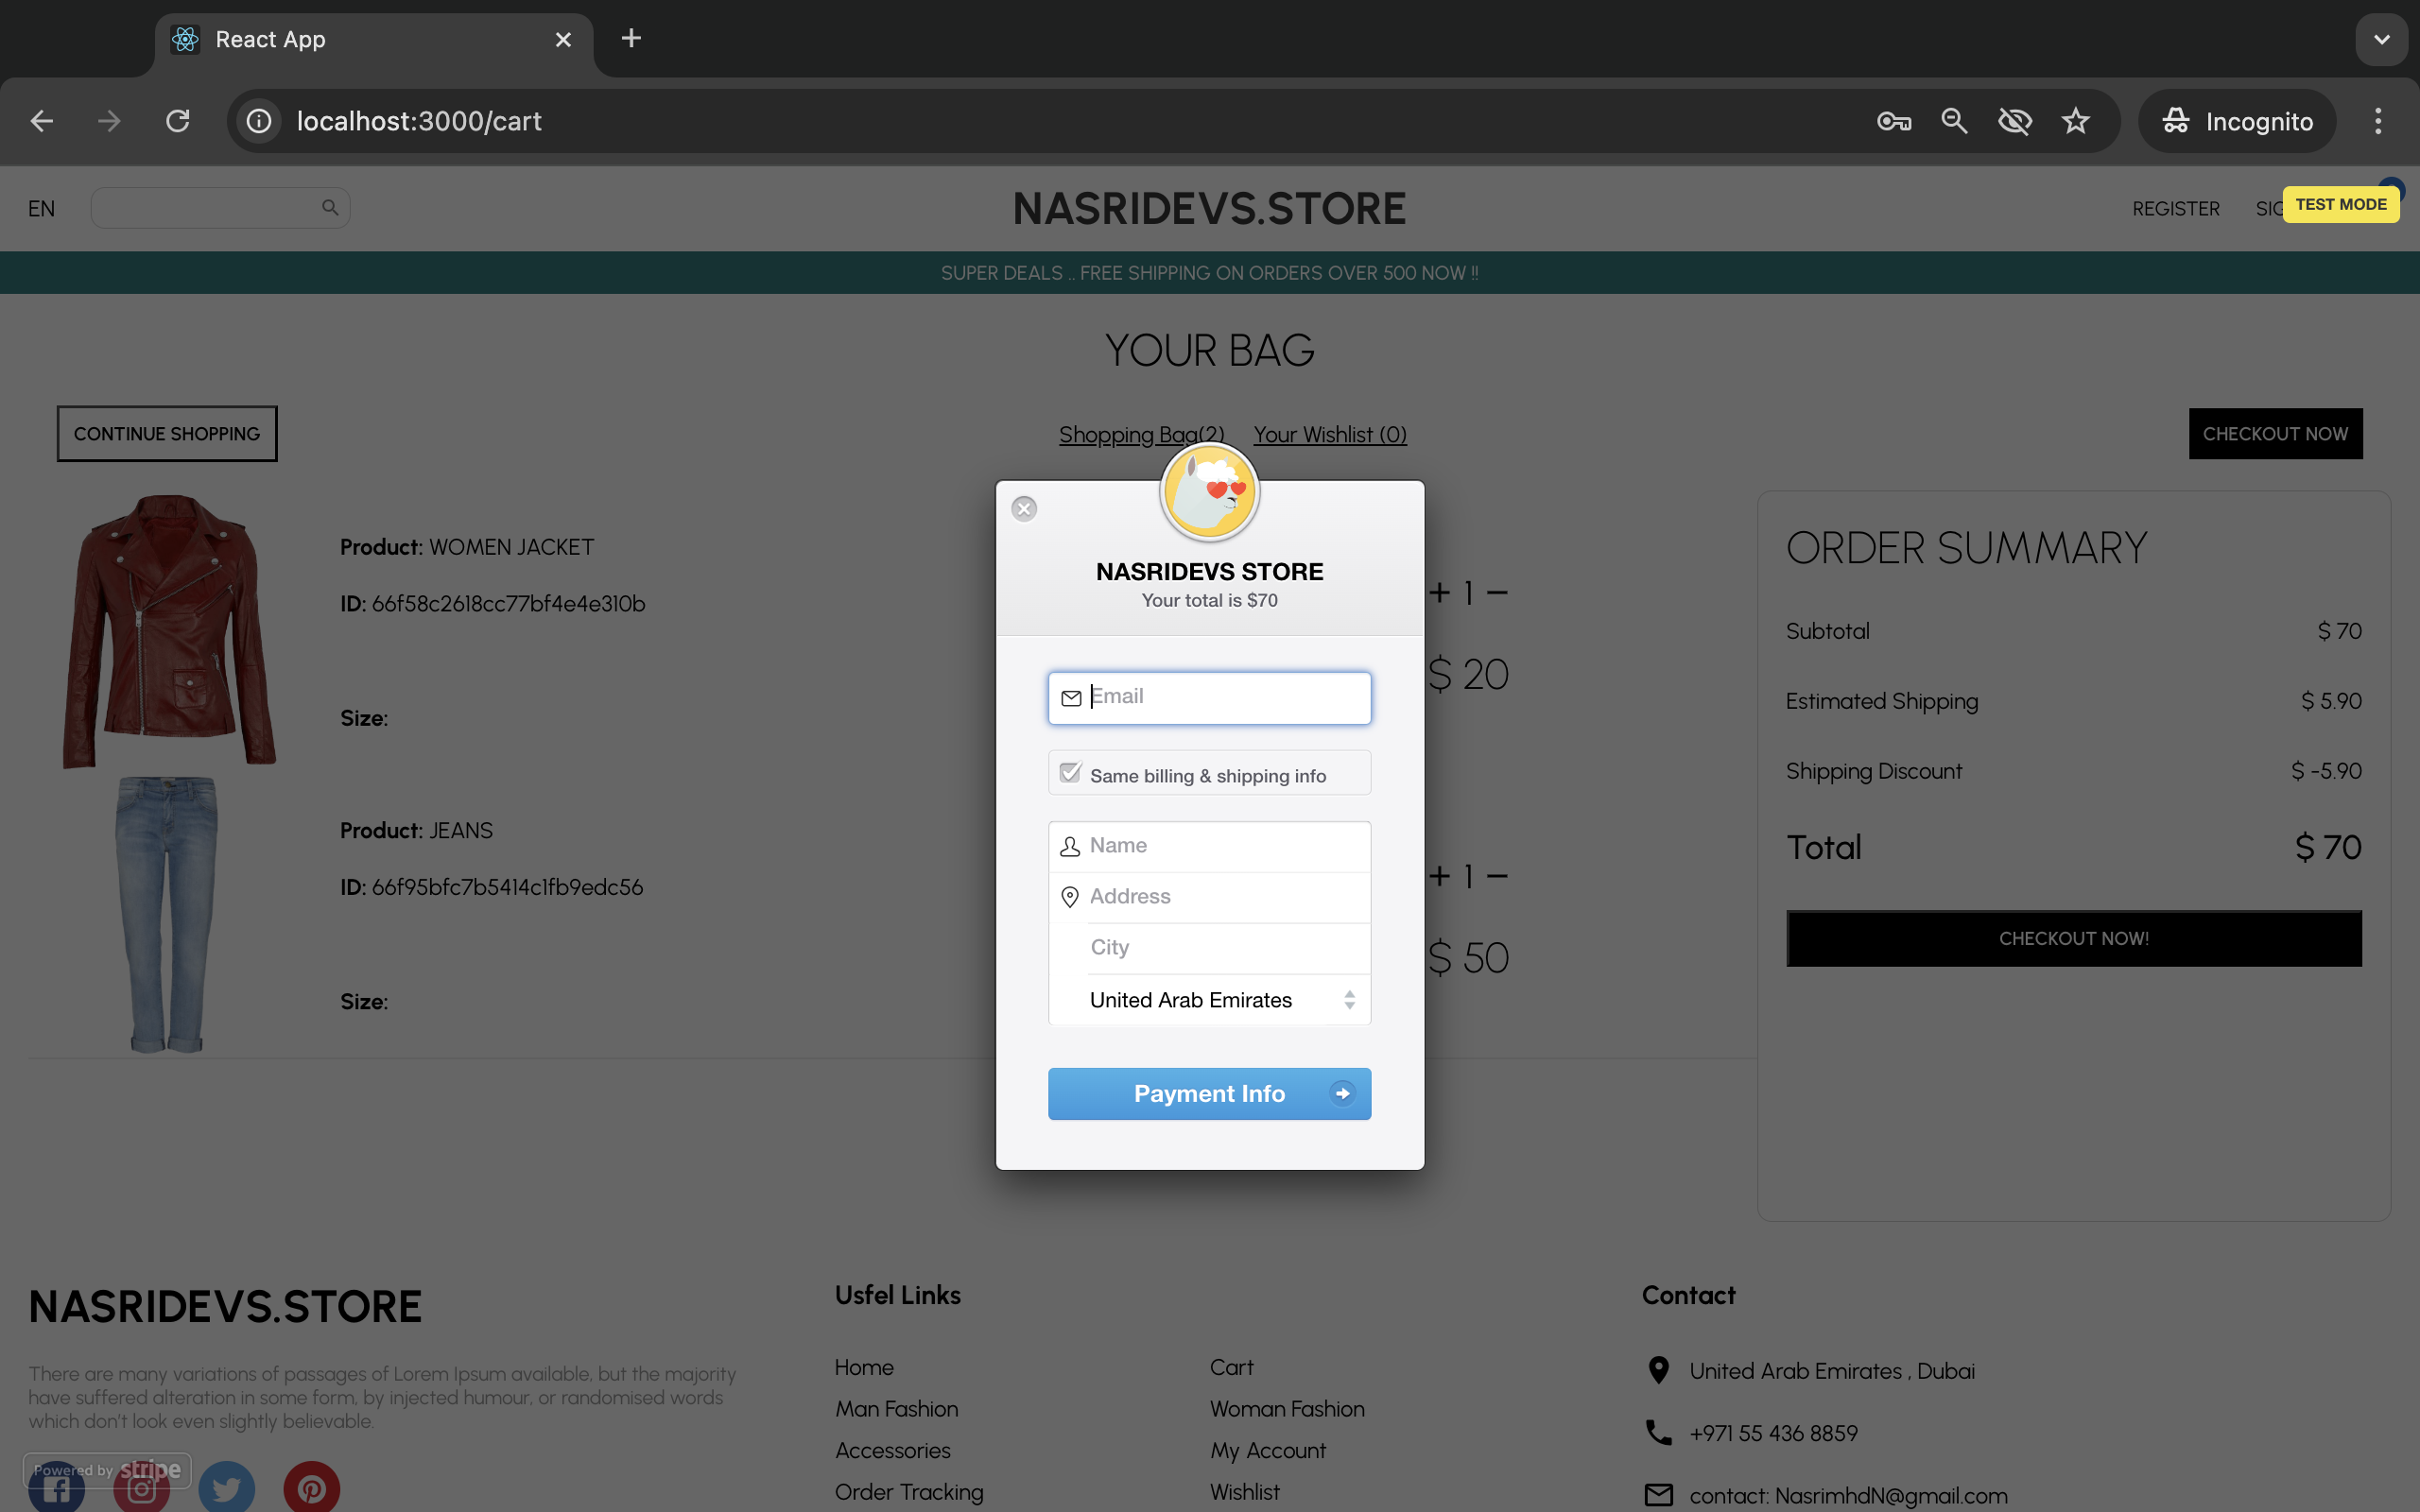 React App
localhost:3000/cart
Incognito
EN
NASRIDEVS.STORE
REGISTER
TEST MODE
SUPER DEALS .. FREE SHIPPING ON ORDERS OVER 500 NOW !!
YOUR BAG
CONTINUE SHOPPING
Shopping Bag(2)
Your Wishlist (0)
CHECKOUT NOW
Product: WOMEN JACKET
ID: 66f58c2618cc77bf4e4e310b
Size:
+ 1 −
$ 20
Product: JEANS
ID: 66f95bfc7b5414c1fb9edc56
Size:
+ 1 −
$ 50
NASRIDEVS STORE
Your total is $70
Email
Same billing & shipping info
Name
Address
City
United Arab Emirates
Payment Info
ORDER SUMMARY
Subtotal $ 70
Estimated Shipping $ 5.90
Shipping Discount $ -5.90
Total $ 70
CHECKOUT NOW!
NASRIDEVS.STORE
There are many variations of passages of Lorem Ipsum available, but the majority
have suffered alteration in some form, by injected humour, or randomised words
which don't look even slightly believable.
Powered by stripe
Usfel Links
Home
Cart
Man Fashion
Woman Fashion
Accessories
My Account
Order Tracking
Wishlist
Contact
United Arab Emirates , Dubai
+971 55 436 8859
contact: NasrimhdN@gmail.com